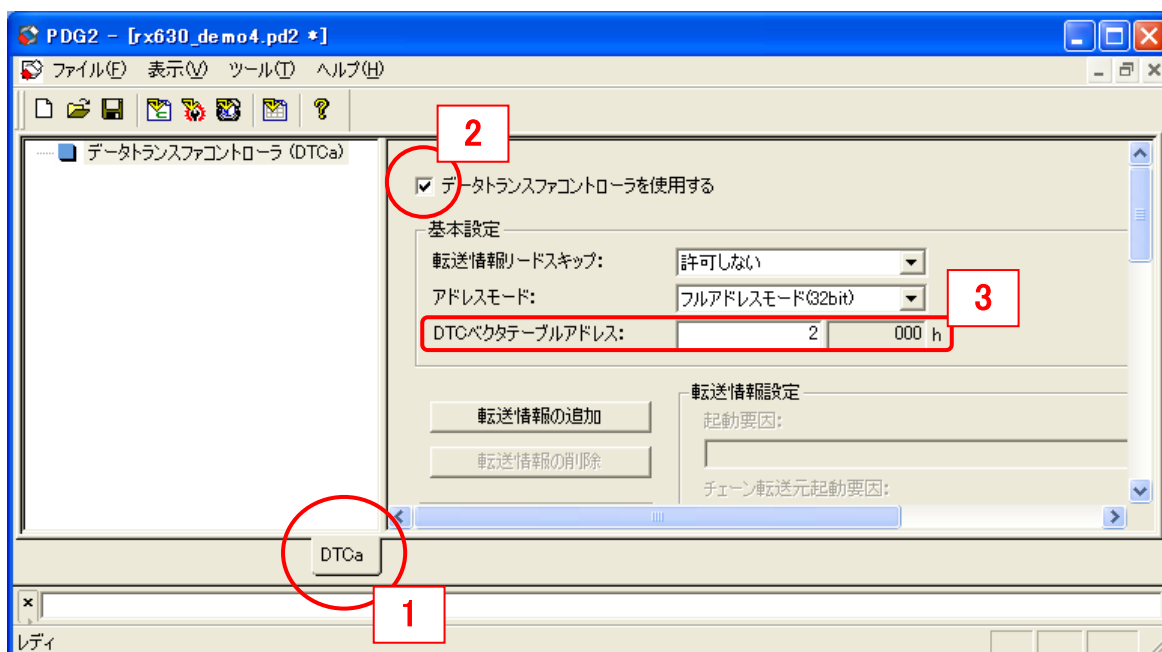 PDG2 - [rx630_demo4.pd2 *]
ファイル(F) 表示(V) ツール(T) ヘルプ(H)
データトランスファコントローラ (DTCa)
2
データトランスファコントローラを使用する
基本設定
転送情報リードスキップ: 許可しない
アドレスモード: フルアドレスモード(32bit)
3
DTCベクタテーブルアドレス: 2 000 h
転送情報の追加
転送情報の削除
転送情報設定
起動要因:
チェーン転送元起動要因:
DTCa
1
レディ